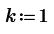 k := 1